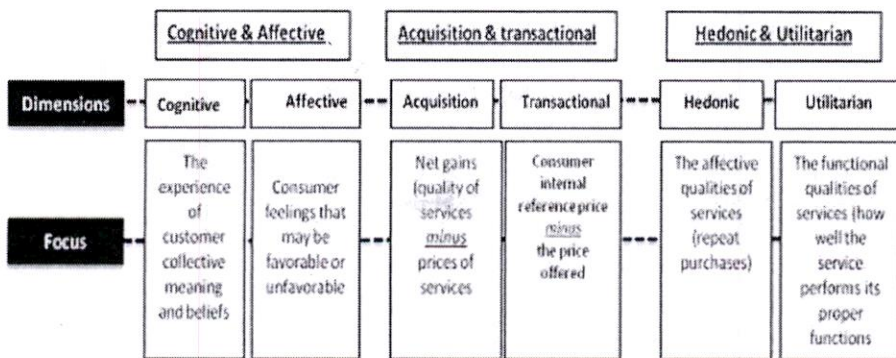 Cognitive & Affective
Acquisition & transactional
Hedonic & Utilitarian
Dimensions
Cognitive
Affective
Acquisition
Transactional
Hedonic
Utilitarian
Focus
The
experience
of
customer
collective
meaning
and beliefs
Consumer
feelings that
may be
favorable or
unfavorable
Net gains
(quality of
services
minus
prices of
services
Consumer
internal
reference price
minus
the price
offered
The affective
qualities of
services
(repeat
purchases)
The functional
qualities of
services (how
well the
service
performs its
proper
functions